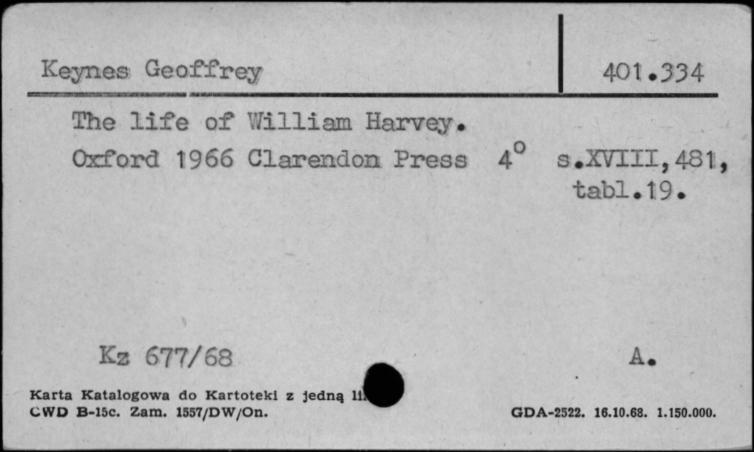 Keynes Geoffrey 401.334
The life of William Harvey.
Oxford 1966 Clarendon Press 4° s.XVIII,481,
tabl.19.
Kz 677/68 A.
Karta Katalogowa do Kartoteki z jedną
CWD B-15c. Zam. 1557/DW/On. GDA-2522. 16.10.68. 1.150.000.